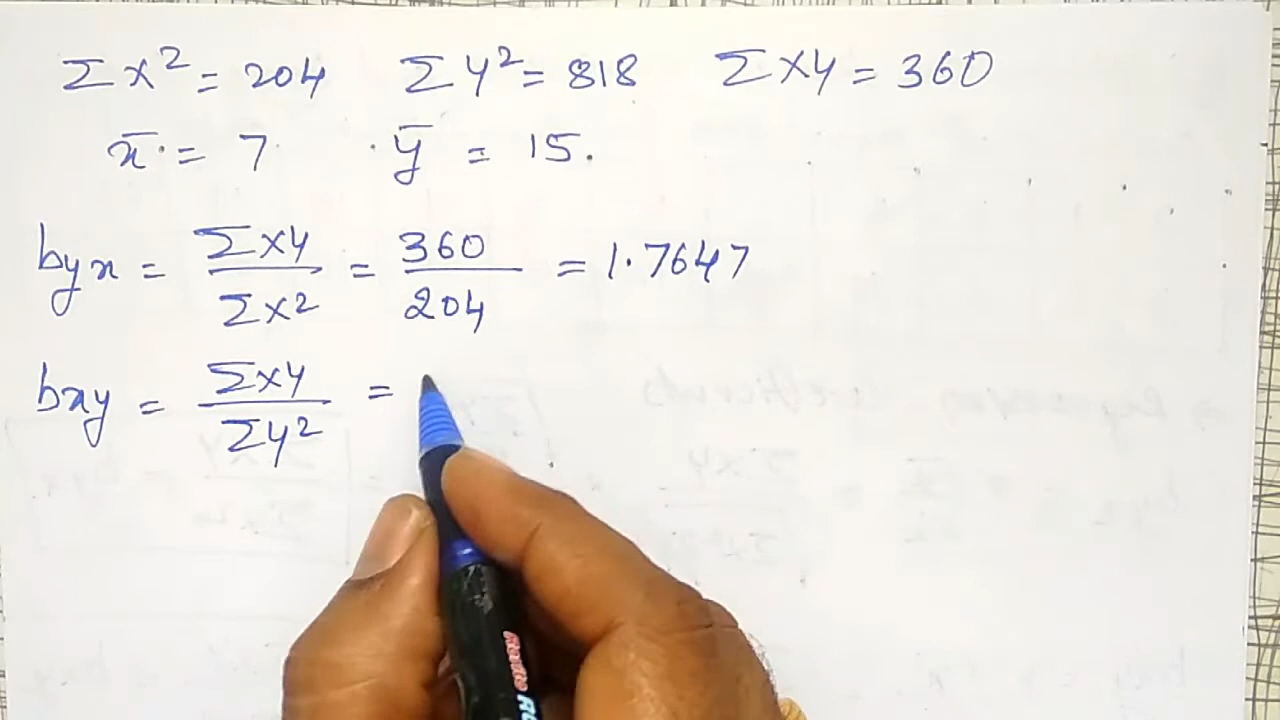 ΣX² = 204 ΣY² = 818 ΣXY = 360
x̄ = 7 ȳ = 15.
byx = ΣXY/ΣX² = 360/204 = 1.7647
bxy = ΣXY/ΣY² =